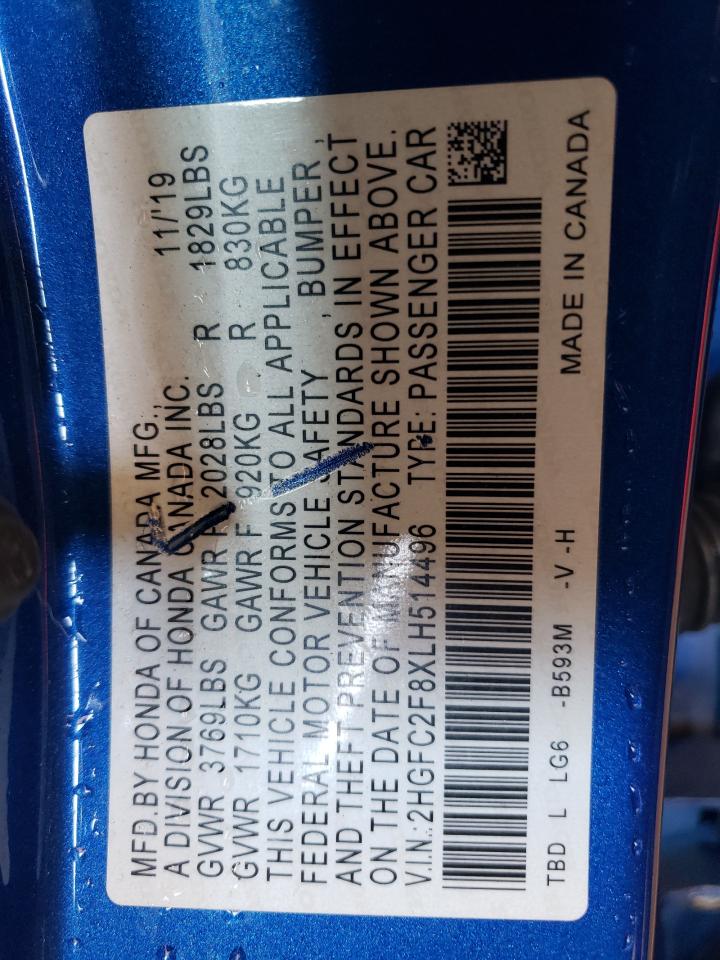 MFD.BY HONDA OF CANADA MFG., 11/'19
A DIVISION OF HONDA CANADA INC.
GVWR 3769LBS GAWR F 2028LBS R 1829LBS
GVWR 1710KG GAWR F 920KG R 830KG
THIS VEHICLE CONFORMS TO ALL APPLICABLE
FEDERAL MOTOR VEHICLE SAFETY , BUMPER ,
AND THEFT PREVENTION STANDARDS IN EFFECT
ON THE DATE OF MANUFACTURE SHOWN ABOVE.
V.I.N.:2HGFC2F8XLH514496 TYPE: PASSENGER CAR
TBD L LG6 -B593M -V -H MADE IN CANADA